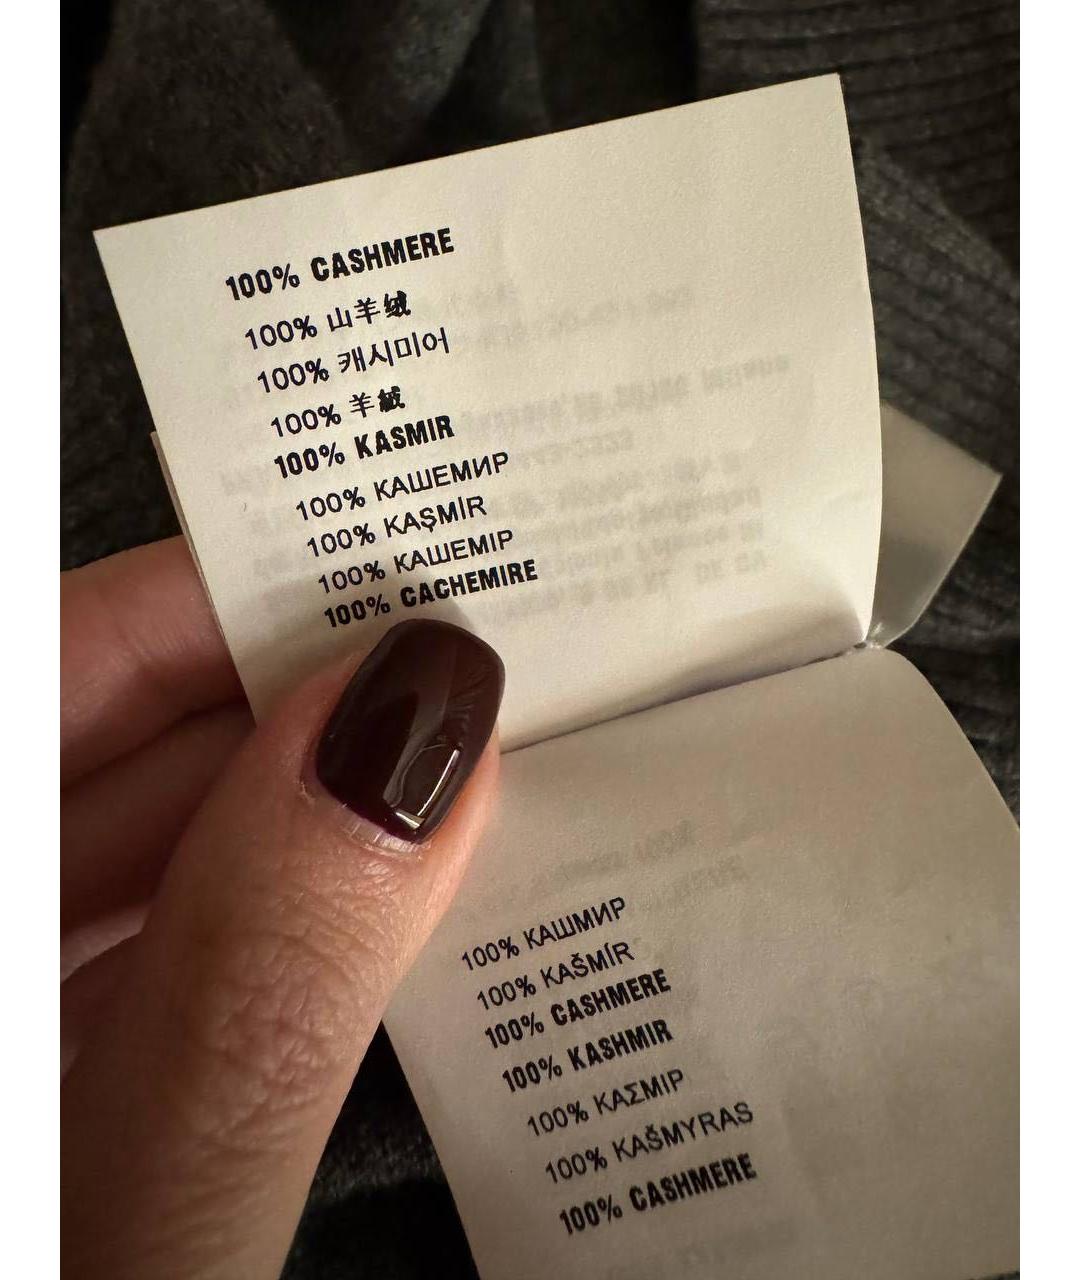 100% CASHMERE
100% 山羊绒
100% 캐시미어
100% 羊絨
100% KASMIR
100% КАШЕМИР
100% KAŞMİR
100% КАШЕМІР
100% CACHEMIRE
100% КАШМИР
100% KAŠMÍR
100% CASHMERE
100% KASHMIR
100% ΚΑΣΜΙΡ
100% KAŠMYRAS
100% CASHMERE